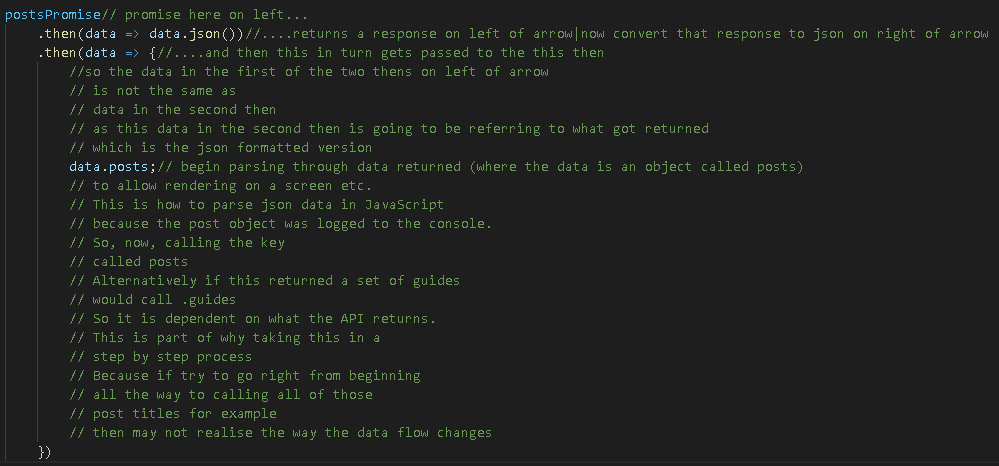 postsPromise// promise here on left...
.then(data => data.json())//....returns a response on left of arrow|now convert that response to json on right of arrow
.then(data => {//....and then this in turn gets passed to the this then
//so the data in the first of the two thens on left of arrow
// is not the same as
// data in the second then
// as this data in the second then is going to be referring to what got returned
// which is the json formatted version
data.posts;// begin parsing through data returned (where the data is an object called posts)
// to allow rendering on a screen etc.
// This is how to parse json data in JavaScript
// because the post object was logged to the console.
// So, now, calling the key
// called posts
// Alternatively if this returned a set of guides
// would call .guides
// So it is dependent on what the API returns.
// This is part of why taking this in a
// step by step process
// Because if try to go right from beginning
// all the way to calling all of those
// post titles for example
// then may not realise the way the data flow changes
})